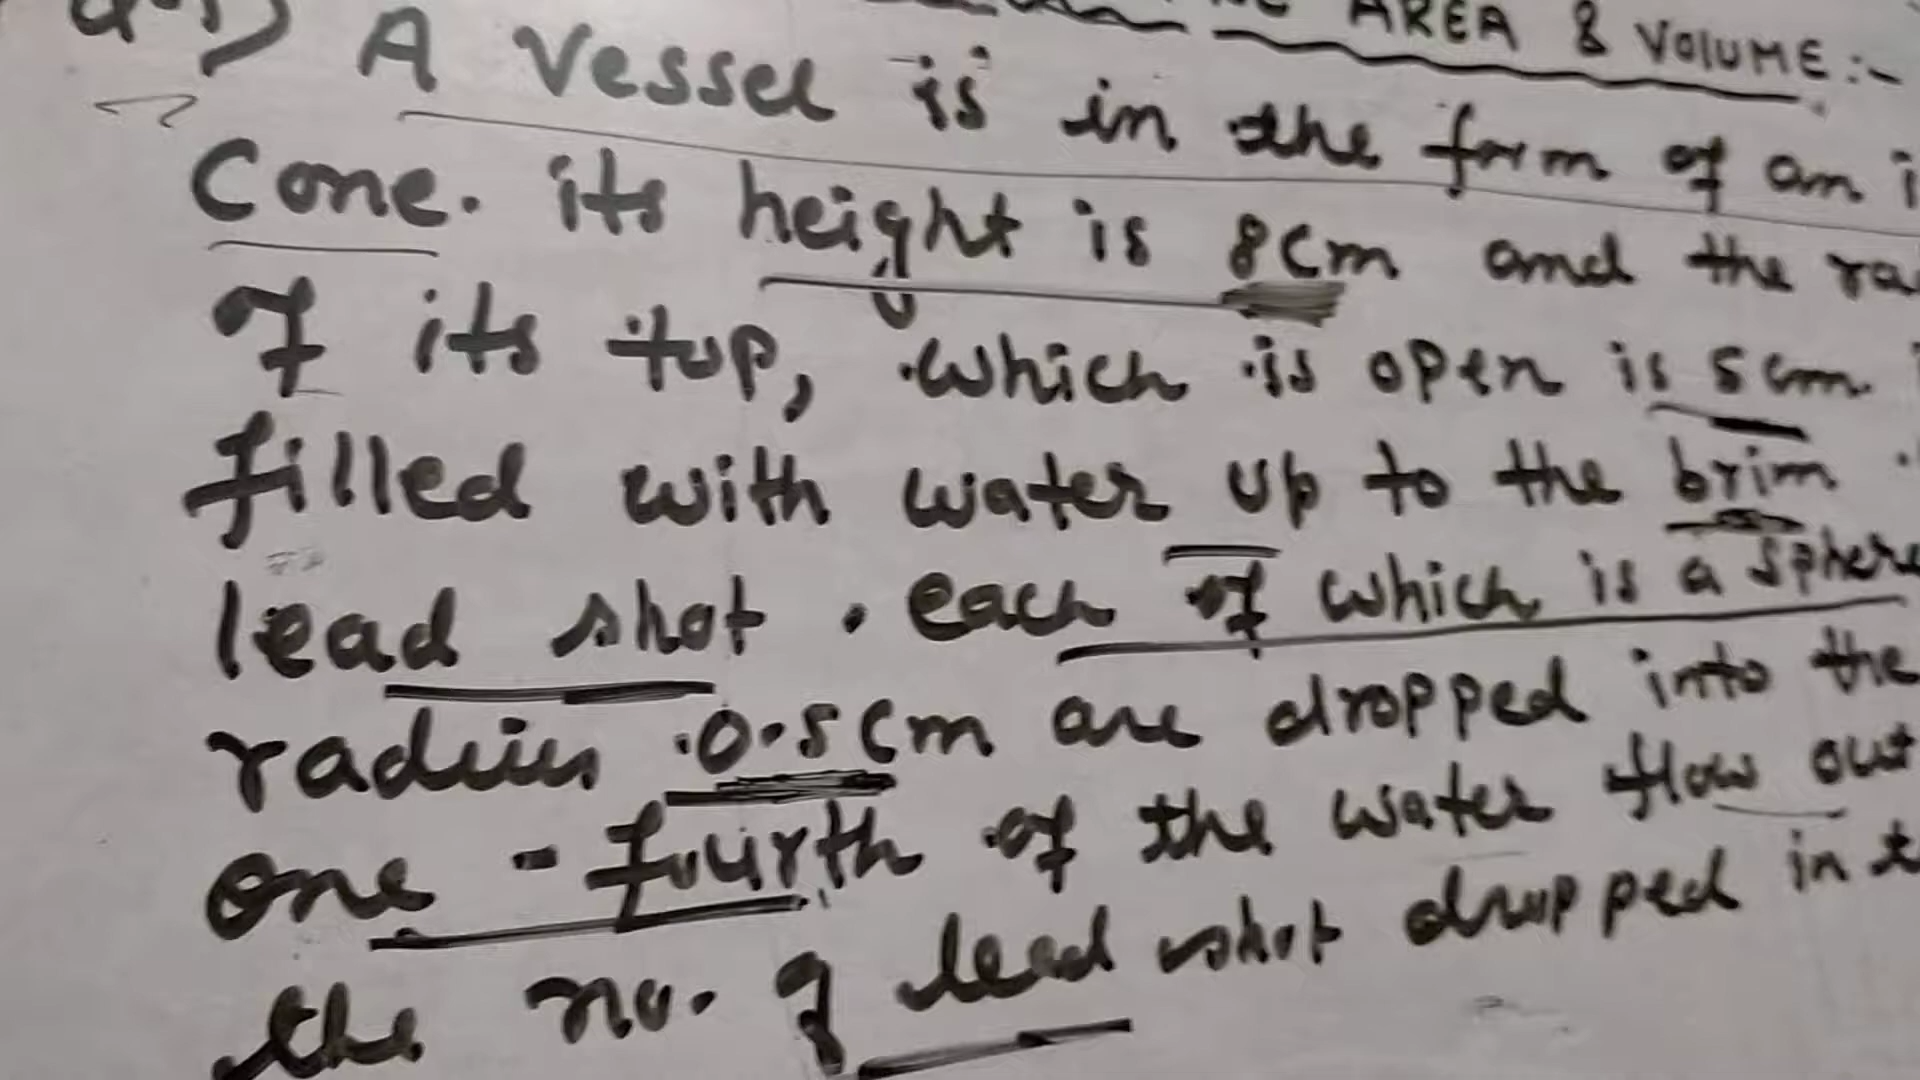 AREA & VOLUME :-
A vessel is in the form of an i
Cone. its height is 8cm and the ra
of its top, which is open is 5cm
filled with water up to the brim
lead shot. each of which is a sphere
radius 0.5cm are dropped into the
one-fourth of the water flow out
the no. of lead shot dropped in t